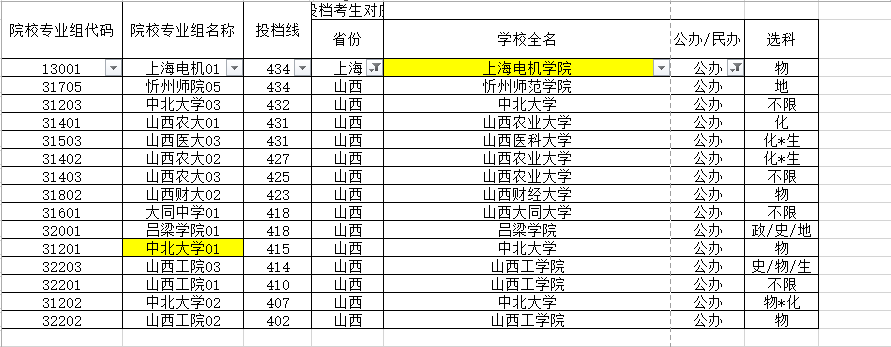 投档考生对应
院校专业组代码 院校专业组名称 投档线 省份 学校全名 公办/民办 选科
13001 上海电机01 434 上海 上海电机学院 公办 物
31705 忻州师院05 434 山西 忻州师范学院 公办 地
31203 中北大学03 432 山西 中北大学 公办 不限
31401 山西农大01 431 山西 山西农业大学 公办 化
31503 山西医大03 431 山西 山西医科大学 公办 化*生
31402 山西农大02 427 山西 山西农业大学 公办 化*生
31403 山西农大03 425 山西 山西农业大学 公办 不限
31802 山西财大02 423 山西 山西财经大学 公办 物
31601 大同中学01 418 山西 山西大同大学 公办 不限
32001 吕梁学院01 418 山西 吕梁学院 公办 政/史/地
31201 中北大学01 415 山西 中北大学 公办 物
32203 山西工院03 414 山西 山西工学院 公办 史/物/生
32201 山西工院01 410 山西 山西工学院 公办 不限
31202 中北大学02 407 山西 中北大学 公办 物*化
32202 山西工院02 402 山西 山西工学院 公办 物